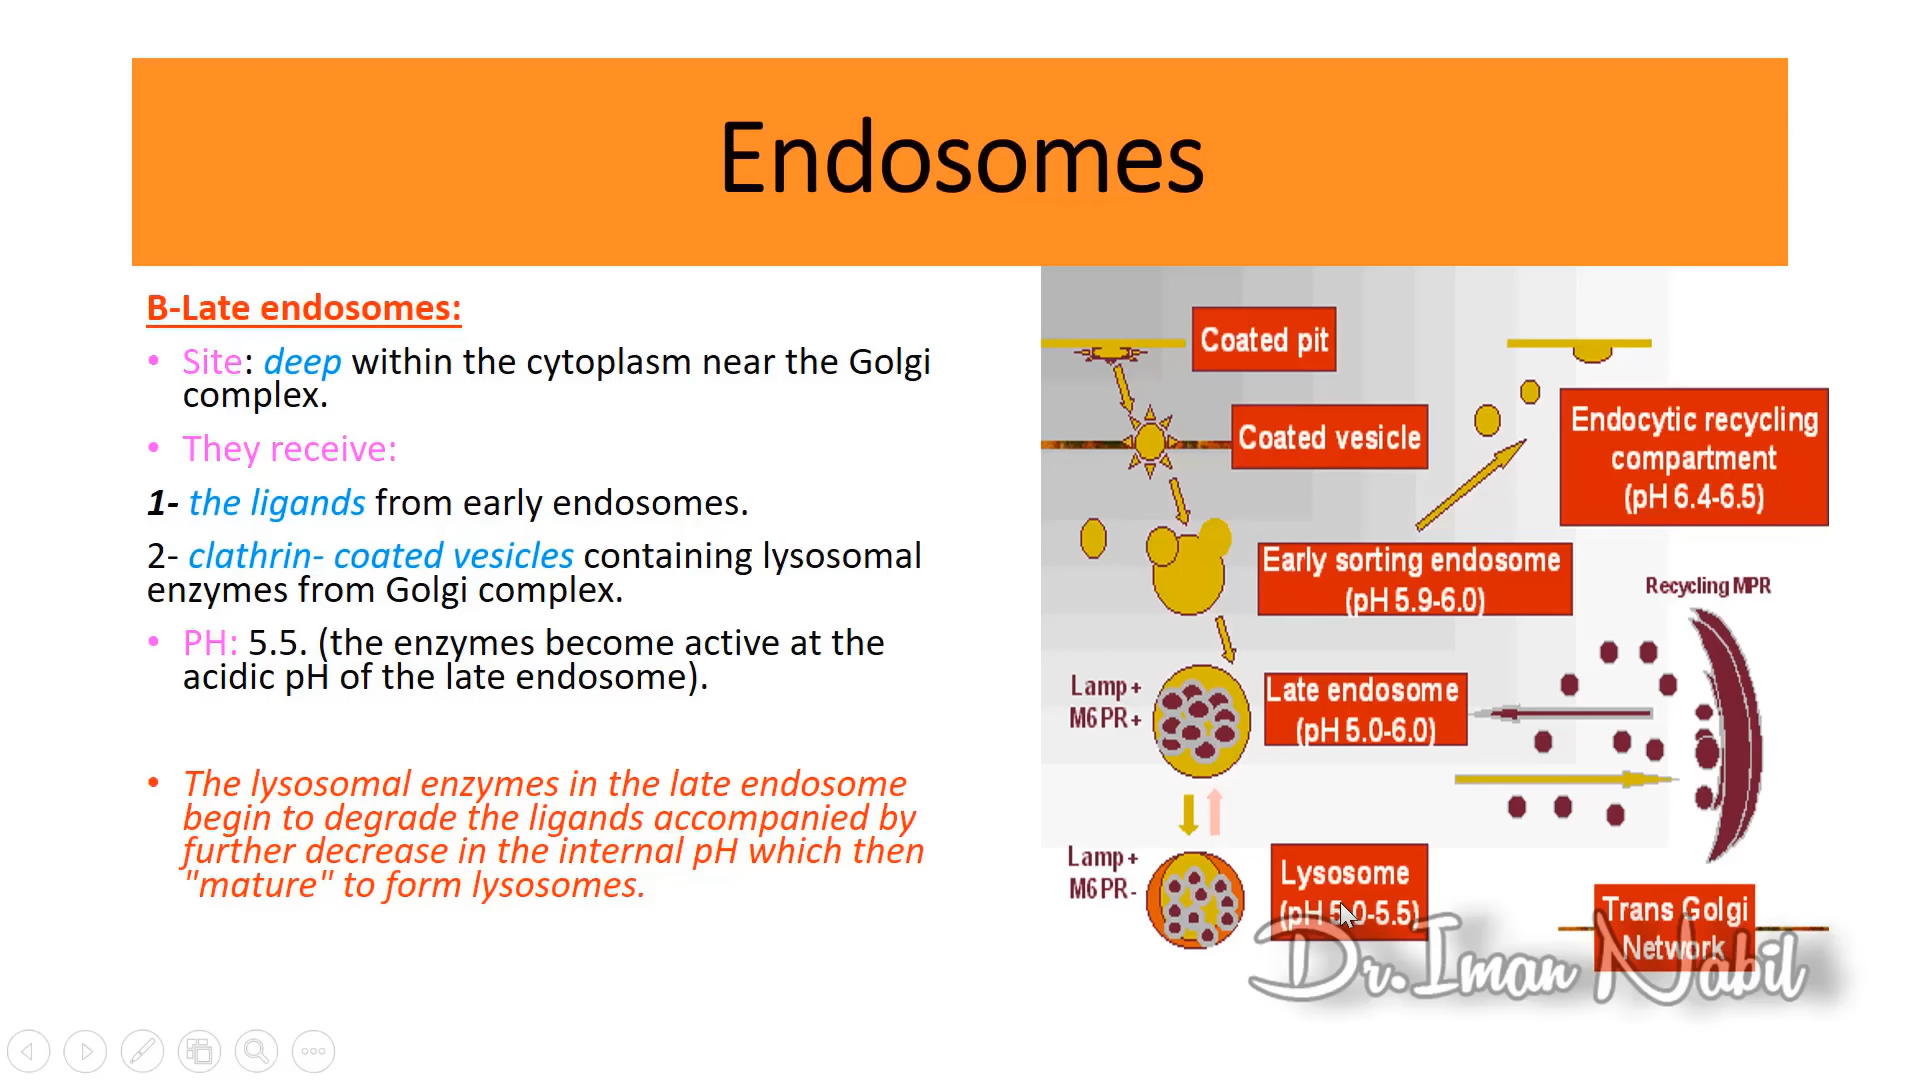 Endosomes
B-Late endosomes:
• Site: deep within the cytoplasm near the Golgi
complex.
• They receive:
1- the ligands from early endosomes.
2- clathrin- coated vesicles containing lysosomal
enzymes from Golgi complex.
• PH: 5.5. (the enzymes become active at the
acidic pH of the late endosome).
• The lysosomal enzymes in the late endosome
begin to degrade the ligands accompanied by
further decrease in the internal pH which then
"mature" to form lysosomes.
Coated pit
Coated vesicle
Endocytic recycling
compartment
(pH 6.4-6.5)
Early sorting endosome
(pH 5.9-6.0)
Recycling MPR
Lamp+
M6PR+
Late endosome
(pH 5.0-6.0)
Lamp+
M6PR-
Lysosome
(pH 5.0-5.5)
Trans Golgi
Network
Dr.Iman Nabil